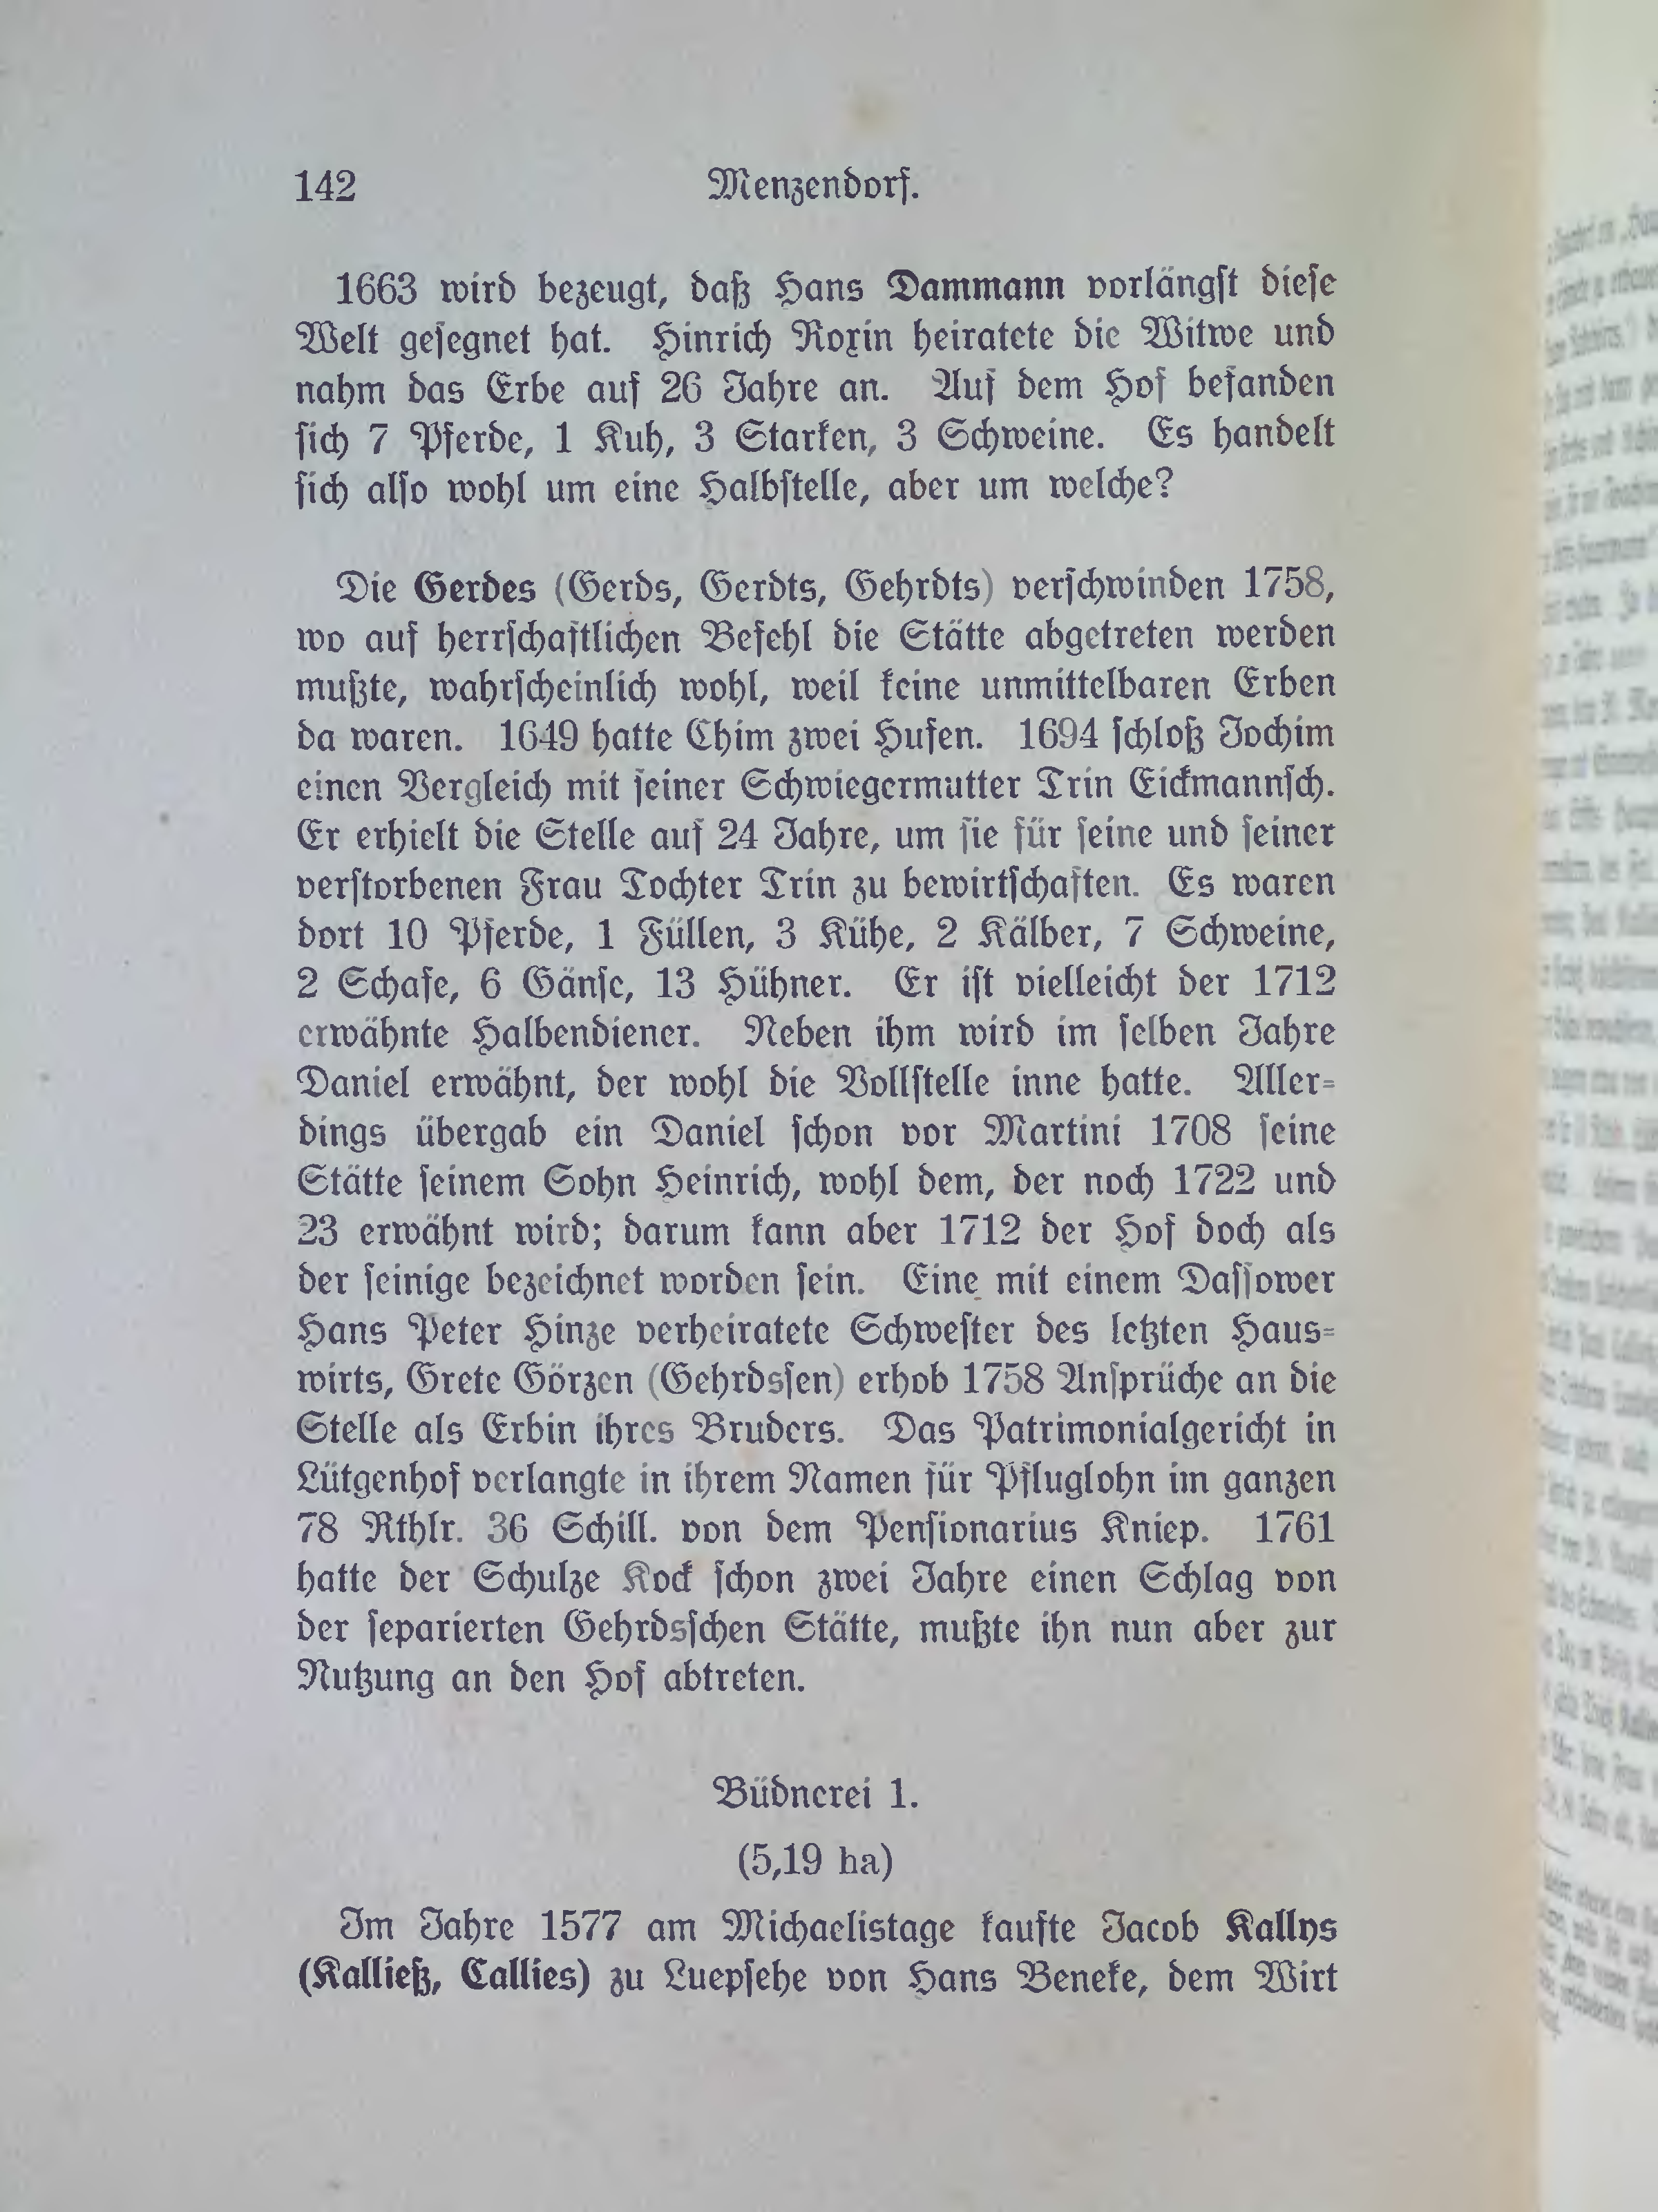 142 Menzendorf.
1663 wird bezeugt, daß Hans Dammann vorlängst diese
Welt gesegnet hat. Hinrich Roxin heiratete die Witwe und
nahm das Erbe auf 26 Jahre an. Auf dem Hof befanden
sich 7 Pferde, 1 Kuh, 3 Starken, 3 Schweine. Es handelt
sich also wohl um eine Halbstelle, aber um welche?
Die Gerdes (Gerds, Gerdts, Gehrdts) verschwinden 1758,
wo auf herrschaftlichen Befehl die Stätte abgetreten werden
mußte, wahrscheinlich wohl, weil keine unmittelbaren Erben
da waren. 1649 hatte Chim zwei Hufen. 1694 schloß Jochim
einen Vergleich mit seiner Schwiegermutter Trin Eickmannsch.
Er erhielt die Stelle auf 24 Jahre, um sie für seine und seiner
verstorbenen Frau Tochter Trin zu bewirtschaften. Es waren
dort 10 Pferde, 1 Füllen, 3 Kühe, 2 Kälber, 7 Schweine,
2 Schafe, 6 Gänse, 13 Hühner. Er ist vielleicht der 1712
erwähnte Halbendiener. Neben ihm wird im selben Jahre
Daniel erwähnt, der wohl die Vollstelle inne hatte. Aller-
dings übergab ein Daniel schon vor Martini 1708 seine
Stätte seinem Sohn Heinrich, wohl dem, der noch 1722 und
23 erwähnt wird; darum kann aber 1712 der Hof doch als
der seinige bezeichnet worden sein. Eine mit einem Dassower
Hans Peter Hinze verheiratete Schwester des letzten Haus-
wirts, Grete Görzen (Gehrdssen) erhob 1758 Ansprüche an die
Stelle als Erbin ihres Bruders. Das Patrimonialgericht in
Lütgenhof verlangte in ihrem Namen für Pfluglohn im ganzen
78 Rthlr. 36 Schill. von dem Pensionarius Kniep. 1761
hatte der Schulze Kock schon zwei Jahre einen Schlag von
der separierten Gehrdsschen Stätte, mußte ihn nun aber zur
Nutzung an den Hof abtreten.
Büdnerei 1.
(5,19 ha)
Im Jahre 1577 am Michaelistage kaufte Jacob Kallys
(Kalließ, Callies) zu Luepsehe von Hans Beneke, dem Wirt